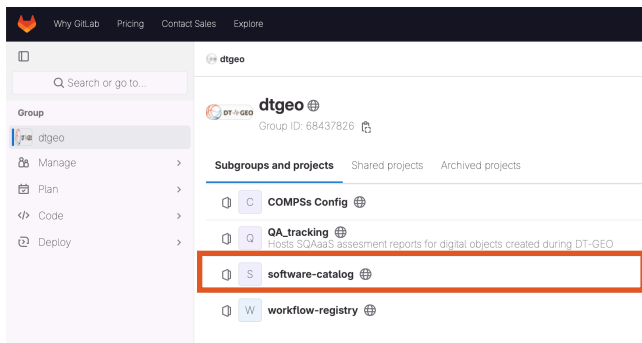 Why GitLab Pricing Contact Sales Explore
dtgeo
Search or go to...
Group
dtgeo
Manage
Plan
Code
Deploy
DT-GEO
dtgeo
Group ID: 68437826
Subgroups and projects Shared projects Archived projects
C COMPSs Config
Q QA_tracking
Hosts SQAaaS assesment reports for digital objects created during DT-GEO
S software-catalog
W workflow-registry